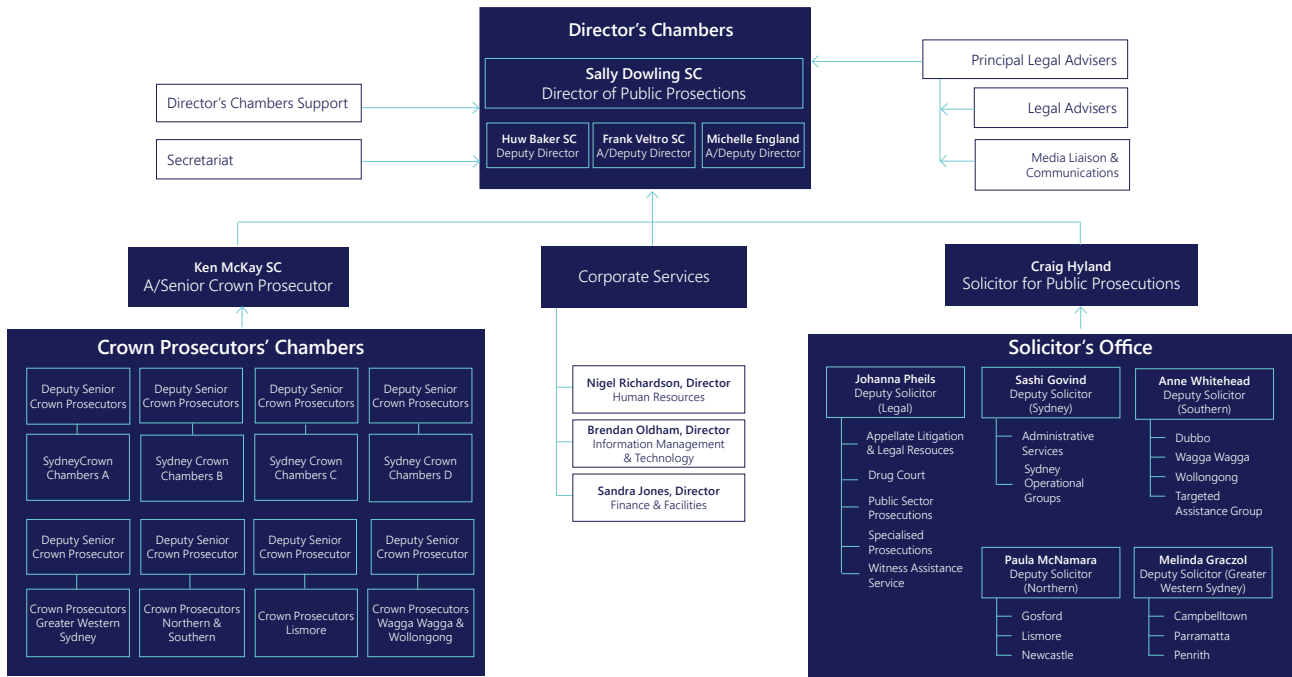 Director's Chambers
Sally Dowling SC
Director of Public Prosections
Huw Baker SC
Deputy Director
Frank Veltro SC
A/Deputy Director
Michelle England
A/Deputy Director
Director's Chambers Support
Secretariat
Principal Legal Advisers
Legal Advisers
Media Liaison &
Communications
Ken McKay SC
A/Senior Crown Prosecutor
Corporate Services
Craig Hyland
Solicitor for Public Prosecutions
Crown Prosecutors' Chambers
Deputy Senior
Crown Prosecutors
Deputy Senior
Crown Prosecutors
Deputy Senior
Crown Prosecutors
Deputy Senior
Crown Prosecutors
SydneyCrown
Chambers A
Sydney Crown
Chambers B
Sydney Crown
Chambers C
Sydney Crown
Chambers D
Deputy Senior
Crown Prosecutor
Deputy Senior
Crown Prosecutor
Deputy Senior
Crown Prosecutor
Deputy Senior
Crown Prosecutor
Crown Prosecutors
Greater Western
Sydney
Crown Prosecutors
Northern &
Southern
Crown Prosecutors
Lismore
Crown Prosecutors
Wagga Wagga &
Wollongong
Nigel Richardson, Director
Human Resources
Brendan Oldham, Director
Information Management
& Technology
Sandra Jones, Director
Finance & Facilities
Solicitor's Office
Johanna Pheils
Deputy Solicitor
(Legal)
Appellate Litigation
& Legal Resouces
Drug Court
Public Sector
Prosecutions
Specialised
Prosecutions
Witness Assistance
Service
Sashi Govind
Deputy Solicitor
(Sydney)
Administrative
Services
Sydney
Operational
Groups
Anne Whitehead
Deputy Solicitor
(Southern)
Dubbo
Wagga Wagga
Wollongong
Targeted
Assistance Group
Paula McNamara
Deputy Solicitor
(Northern)
Gosford
Lismore
Newcastle
Melinda Graczol
Deputy Solicitor (Greater
Western Sydney)
Campbelltown
Parramatta
Penrith